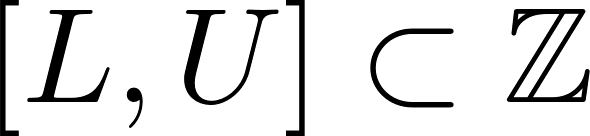 [L, U] ⊂ ℤ